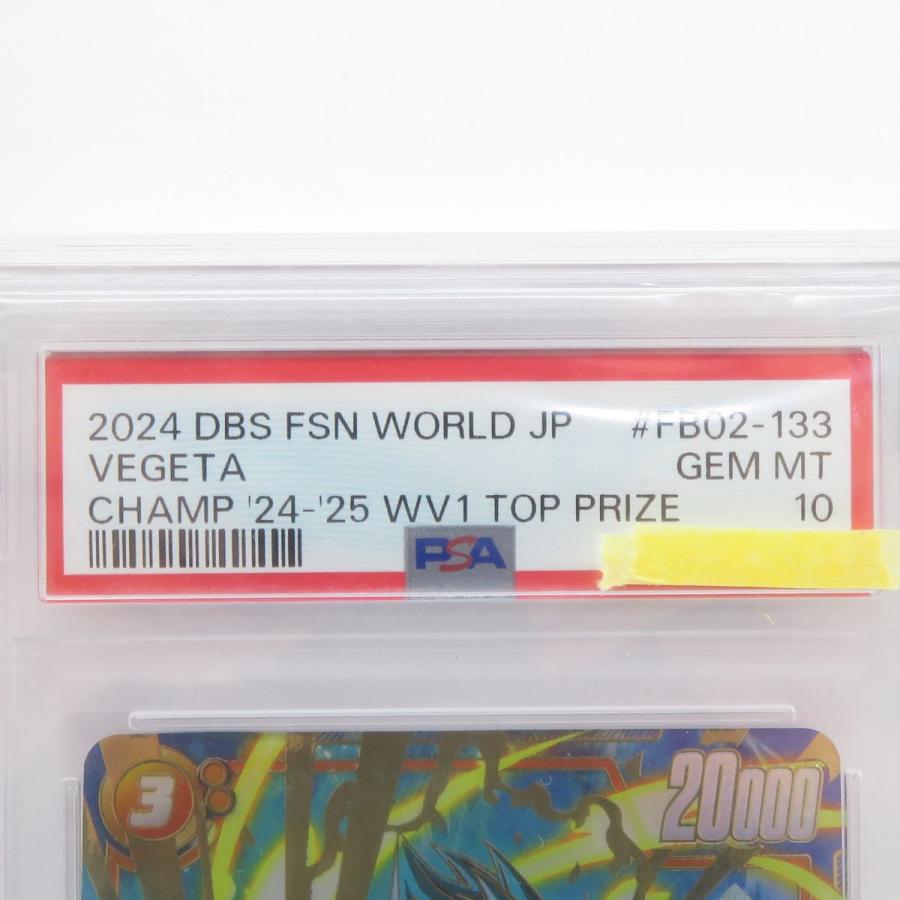 2024 DBS FSN WORLD JP #FB02-133
VEGETA GEM MT
CHAMP '24-'25 WV1 TOP PRIZE 10
PSA
3 20000